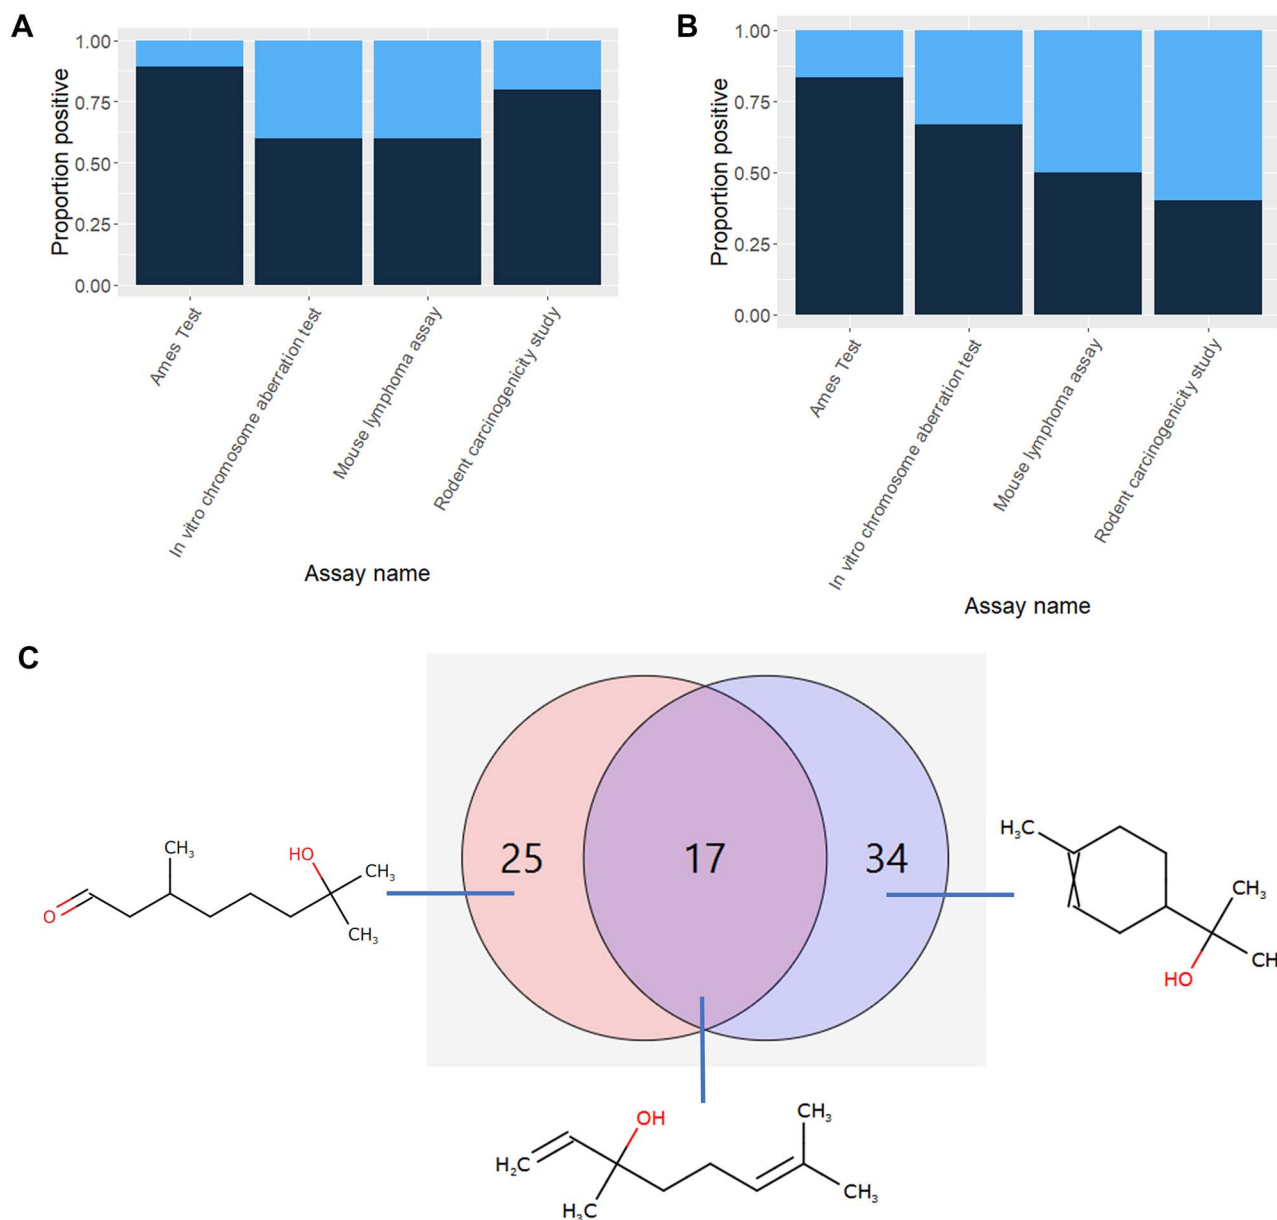 A
Proportion positive
1.00
0.75
0.50
0.25
0.00
Ames Test
In vitro chromosome aberration test
Mouse lymphoma assay
Rodent carcinogenicity study
Assay name
B
Proportion positive
1.00
0.75
0.50
0.25
0.00
Ames Test
In vitro chromosome aberration test
Mouse lymphoma assay
Rodent carcinogenicity study
Assay name
C
25
17
34
O
CH₃
HO
CH₃
CH₃
H₃C
CH₃
CH
HO
H₂C
OH
H₃C
CH₃
CH₃